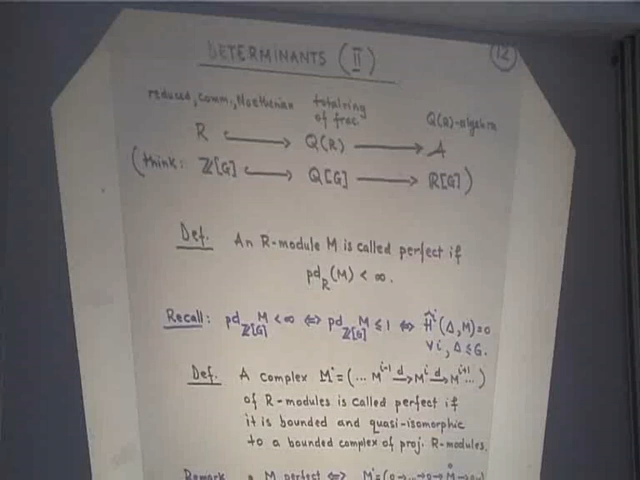 DETERMINANTS (II)
12
reduced, comm., Noetherian total ring of frac Q(R)-algebra
R ↪ Q(R) → A
(think: ℤ[G] ↪ ℚ[G] → ℝ[G])
Def. An R-module M is called perfect if
pd_R(M) < ∞.
Recall: pd_ℤ[G] M < ∞ ⇔ pd_ℤ[G] M ≤ 1 ⇔ Ĥ^i(Δ, M) = 0
∀ i, Δ ≤ G.
Def. A complex M^• = (... M^{i-1} →^d M^i →^d M^{i+1} ...)
of R-modules is called perfect if
it is bounded and quasi-isomorphic
to a bounded complex of proj. R-modules.
Remark M perfect ⇔